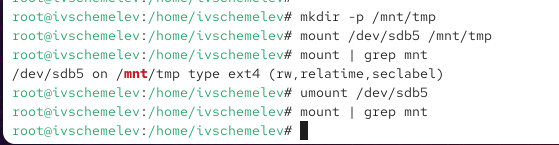 root@ivschemelev:/home/ivschemelev# mkdir -p /mnt/tmp
root@ivschemelev:/home/ivschemelev# mount /dev/sdb5 /mnt/tmp
root@ivschemelev:/home/ivschemelev# mount | grep mnt
/dev/sdb5 on /mnt/tmp type ext4 (rw,relatime,seclabel)
root@ivschemelev:/home/ivschemelev# umount /dev/sdb5
root@ivschemelev:/home/ivschemelev# mount | grep mnt
root@ivschemelev:/home/ivschemelev#